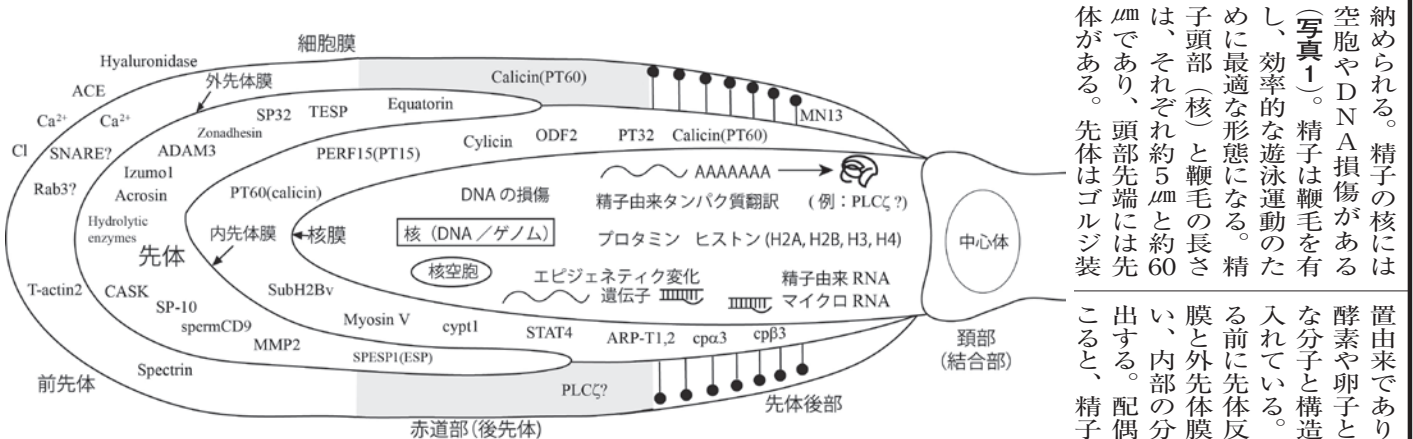 細胞膜
Hyaluronidase
外先体膜
Calicin(PT60)
ACE
SP32
TESP
Equatorin
MN13
Ca²⁺
Ca²⁺
Zonadhesin
Cylicin
ODF2
PT32
Calicin(PT60)
Cl
SNARE?
ADAM3
PERF15(PT15)
Izumo1
Rab3?
Acrosin
PT60(calicin)
DNA の損傷
AAAAAAA
精子由来タンパク質翻訳
(例：PLCζ ?)
Hydrolytic
enzymes
先体
内先体膜
核膜
核（DNA／ゲノム）
プロタミン ヒストン (H2A, H2B, H3, H4)
中心体
核空胞
エピジェネティク変化
遺伝子
精子由来 RNA
マイクロ RNA
T-actin2
CASK
SubH2Bv
SP-10
spermCD9
Myosin V
cypt1
STAT4
ARP-T1,2
cpα3
cpβ3
MMP2
頚部
(結合部)
SPESP1(ESP)
前先体
Spectrin
PLCζ?
先体後部
赤道部(後先体)
納められる。精子の核には
空胞やDNA損傷がある
(写真1)。精子は鞭毛を有
し、効率的な遊泳運動のた
めに最適な形態になる。精
子頭部（核）と鞭毛の長さ
は、それぞれ約5㎛と約60
㎛であり、頭部先端には先
体がある。先体はゴルジ装
置由来であり
酵素や卵子と
な分子と構造
入れている。
る前に先体反
膜と外先体膜
い、内部の分
出する。配偶
こると、精子